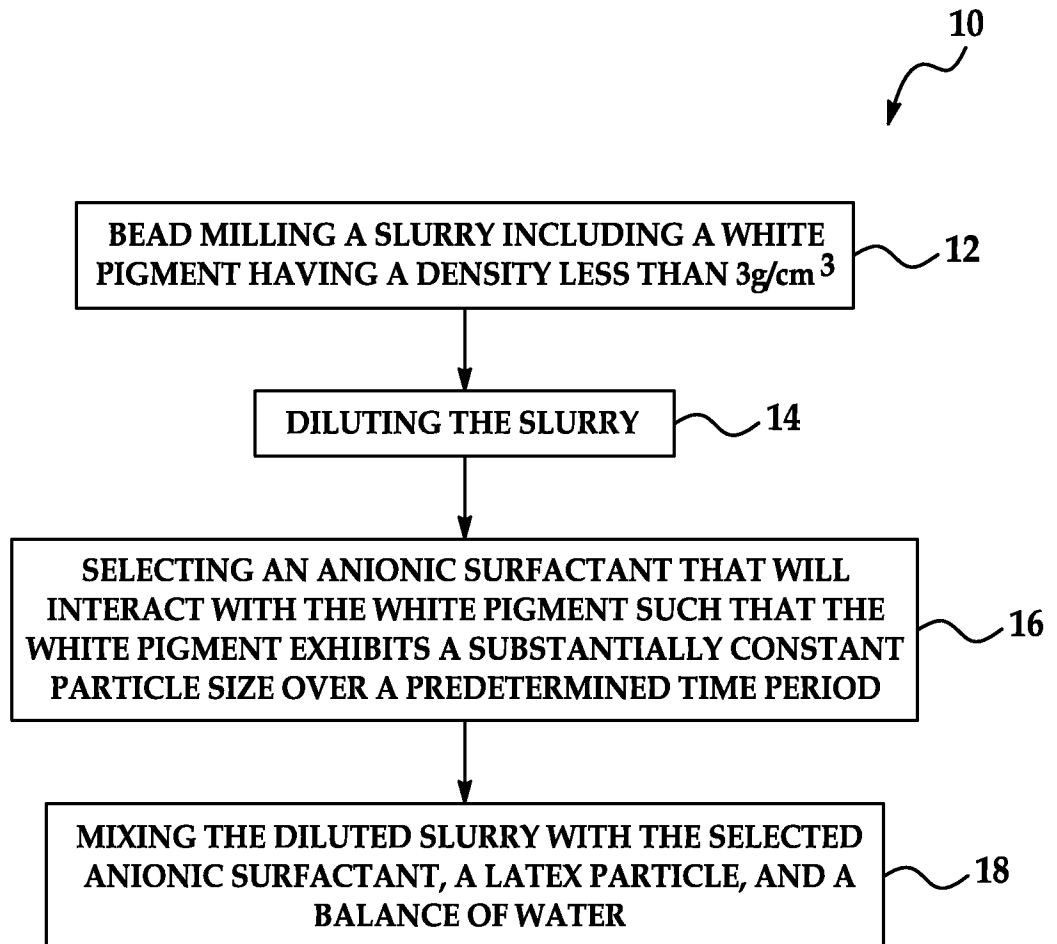 10
BEAD MILLING A SLURRY INCLUDING A WHITE
PIGMENT HAVING A DENSITY LESS THAN 3g/cm³
12
DILUTING THE SLURRY
14
SELECTING AN ANIONIC SURFACTANT THAT WILL
INTERACT WITH THE WHITE PIGMENT SUCH THAT THE
WHITE PIGMENT EXHIBITS A SUBSTANTIALLY CONSTANT
PARTICLE SIZE OVER A PREDETERMINED TIME PERIOD
16
MIXING THE DILUTED SLURRY WITH THE SELECTED
ANIONIC SURFACTANT, A LATEX PARTICLE, AND A
BALANCE OF WATER
18